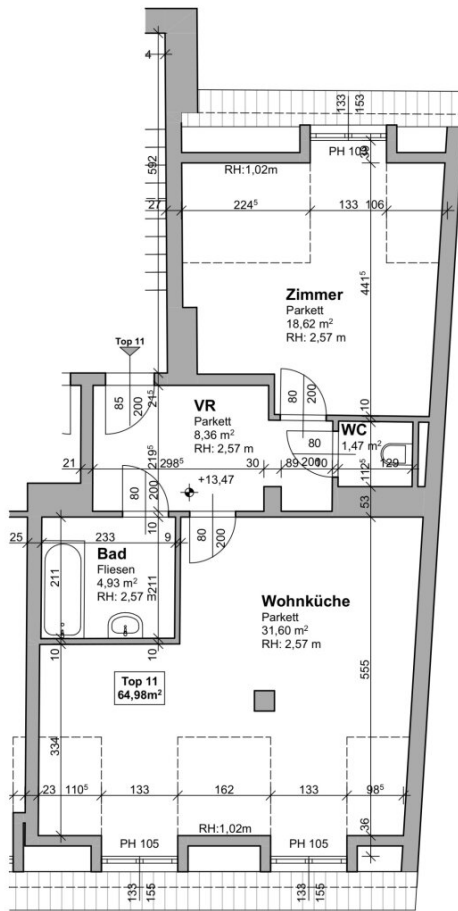 4
133
153
PH 103
RH:1,02m
592
27
224⁵
133
106
441⁵
Zimmer
Parkett
18,62 m²
RH: 2,57 m
Top 11
85
200
24⁵
VR
Parkett
8,36 m²
RH: 2,57 m
80
200
10
WC
1,47 m²
80
200
21
298⁵
219⁵
30
89
10
129
112⁵
+13,47
80
200
80
200
53
25
233
9
10
Bad
Fliesen
4,93 m²
RH: 2,57 m
211
211
Wohnküche
Parkett
31,60 m²
RH: 2,57 m
10
10
Top 11
64,98m²
555
334
23
110⁵
133
162
133
98⁵
RH:1,02m
36
PH 105
PH 105
133
155
133
155